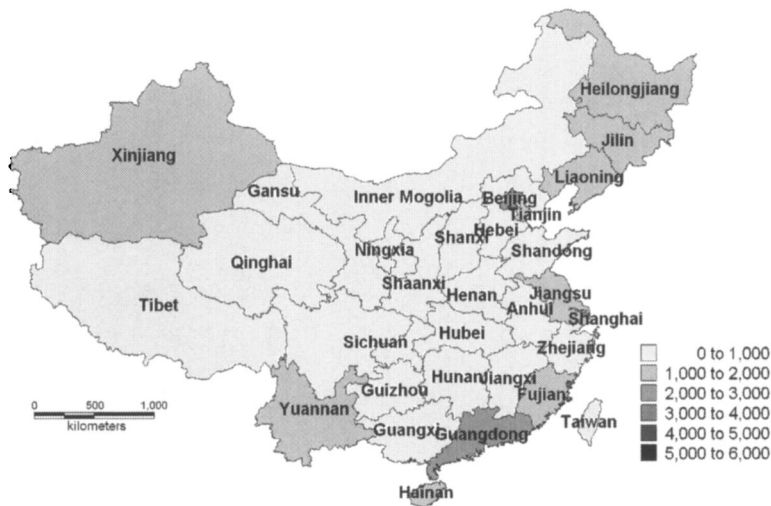 Heilongjiang
Jilin
Xinjiang
Liaoning
Gansu
Inner Mogolia
Beijing
Tianjin
Hebei
Shanxi
Shandong
Ningxia
Qinghai
Shaanxi
Henan
Jiangsu
Tibet
Anhui
Shanghai
Hubei
Sichuan
Zhejiang
0 to 1,000
1,000 to 2,000
2,000 to 3,000
3,000 to 4,000
4,000 to 5,000
5,000 to 6,000
Hunan
Jiangxi
Guizhou
Fujian
0 500 1,000
kilometers
Yuannan
Taiwan
Guangxi
Guangdong
Hainan